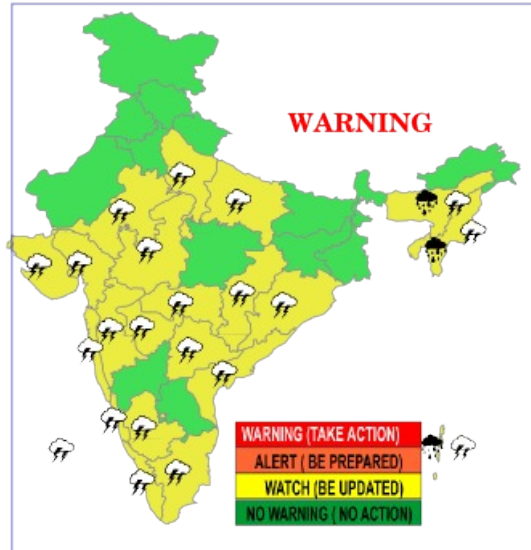 WARNING
WARNING (TAKE ACTION)
ALERT ( BE PREPARED)
WATCH (BE UPDATED)
NO WARNING ( NO ACTION)